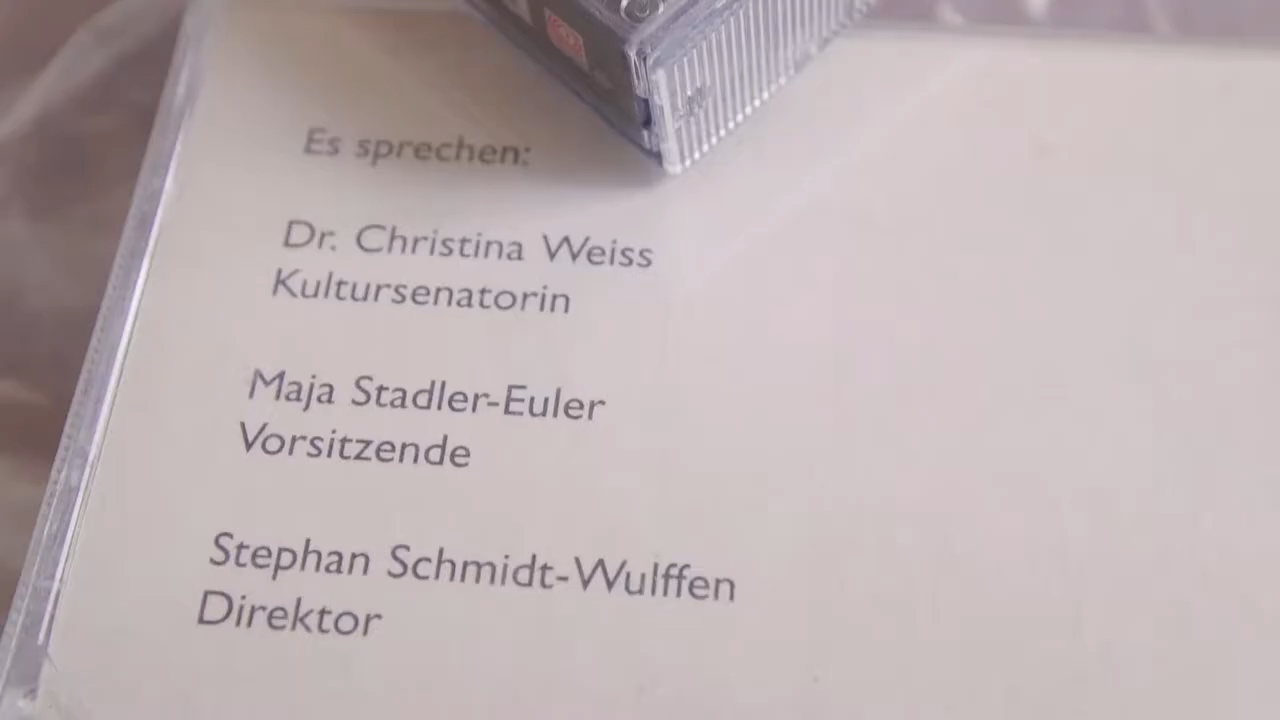 Es sprechen:
Dr. Christina Weiss
Kultursenatorin
Maja Stadler-Euler
Vorsitzende
Stephan Schmidt-Wulffen
Direktor